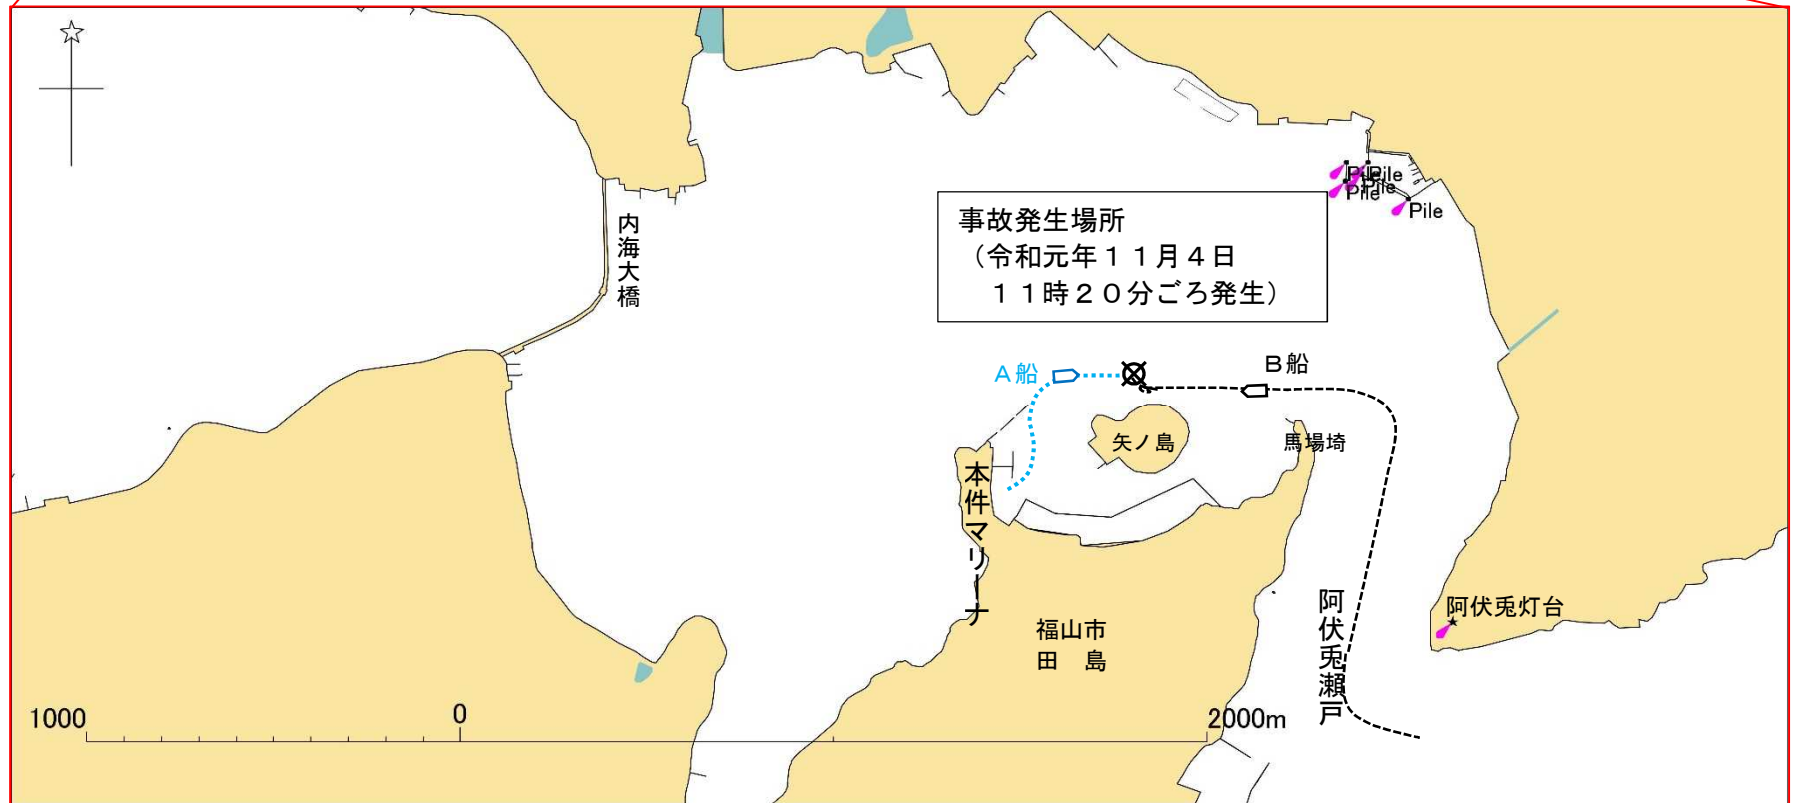 Pile
Pile
Pile
Pile
Pile
内海大橋
事故発生場所
（令和元年１１月４日
１１時２０分ごろ発生）
Ａ船
Ｂ船
矢ノ島
馬場埼
本件マリーナ
阿伏兎灯台
阿伏兎瀬戸
福山市
田　島
1000
0
2000m